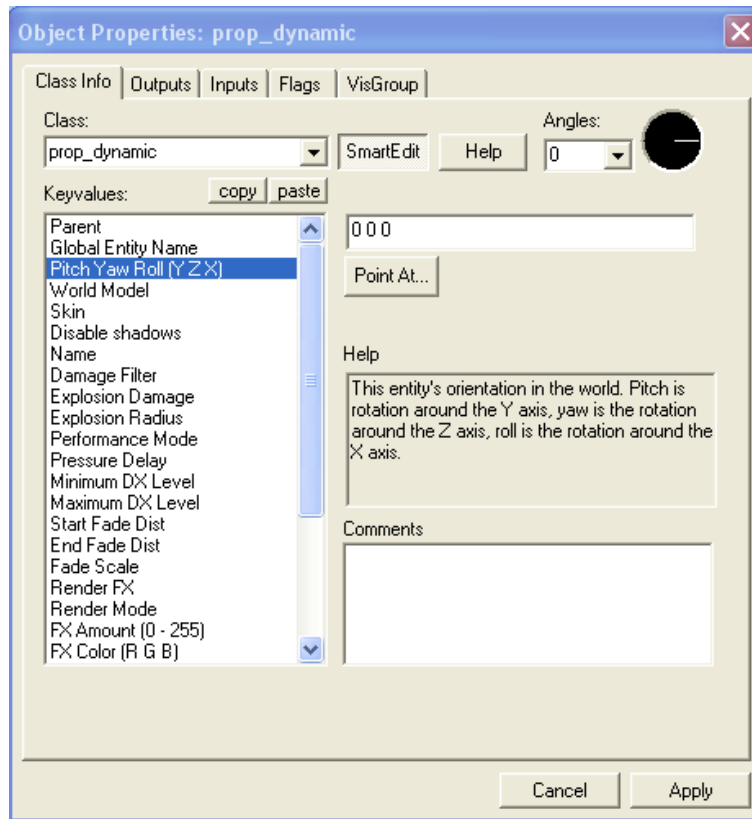 Object Properties: prop_dynamic
Class Info Outputs Inputs Flags VisGroup
Class:
Angles:
prop_dynamic
SmartEdit
Help
0
Keyvalues:
copy paste
Parent
Global Entity Name
Pitch Yaw Roll (Y Z X)
World Model
Skin
Disable shadows
Name
Damage Filter
Explosion Damage
Explosion Radius
Performance Mode
Pressure Delay
Minimum DX Level
Maximum DX Level
Start Fade Dist
End Fade Dist
Fade Scale
Render FX
Render Mode
FX Amount (0 - 255)
FX Color (R G B)
0 0 0
Point At...
Help
This entity's orientation in the world. Pitch is
rotation around the Y axis, yaw is the rotation
around the Z axis, roll is the rotation around the
X axis.
Comments
Cancel
Apply